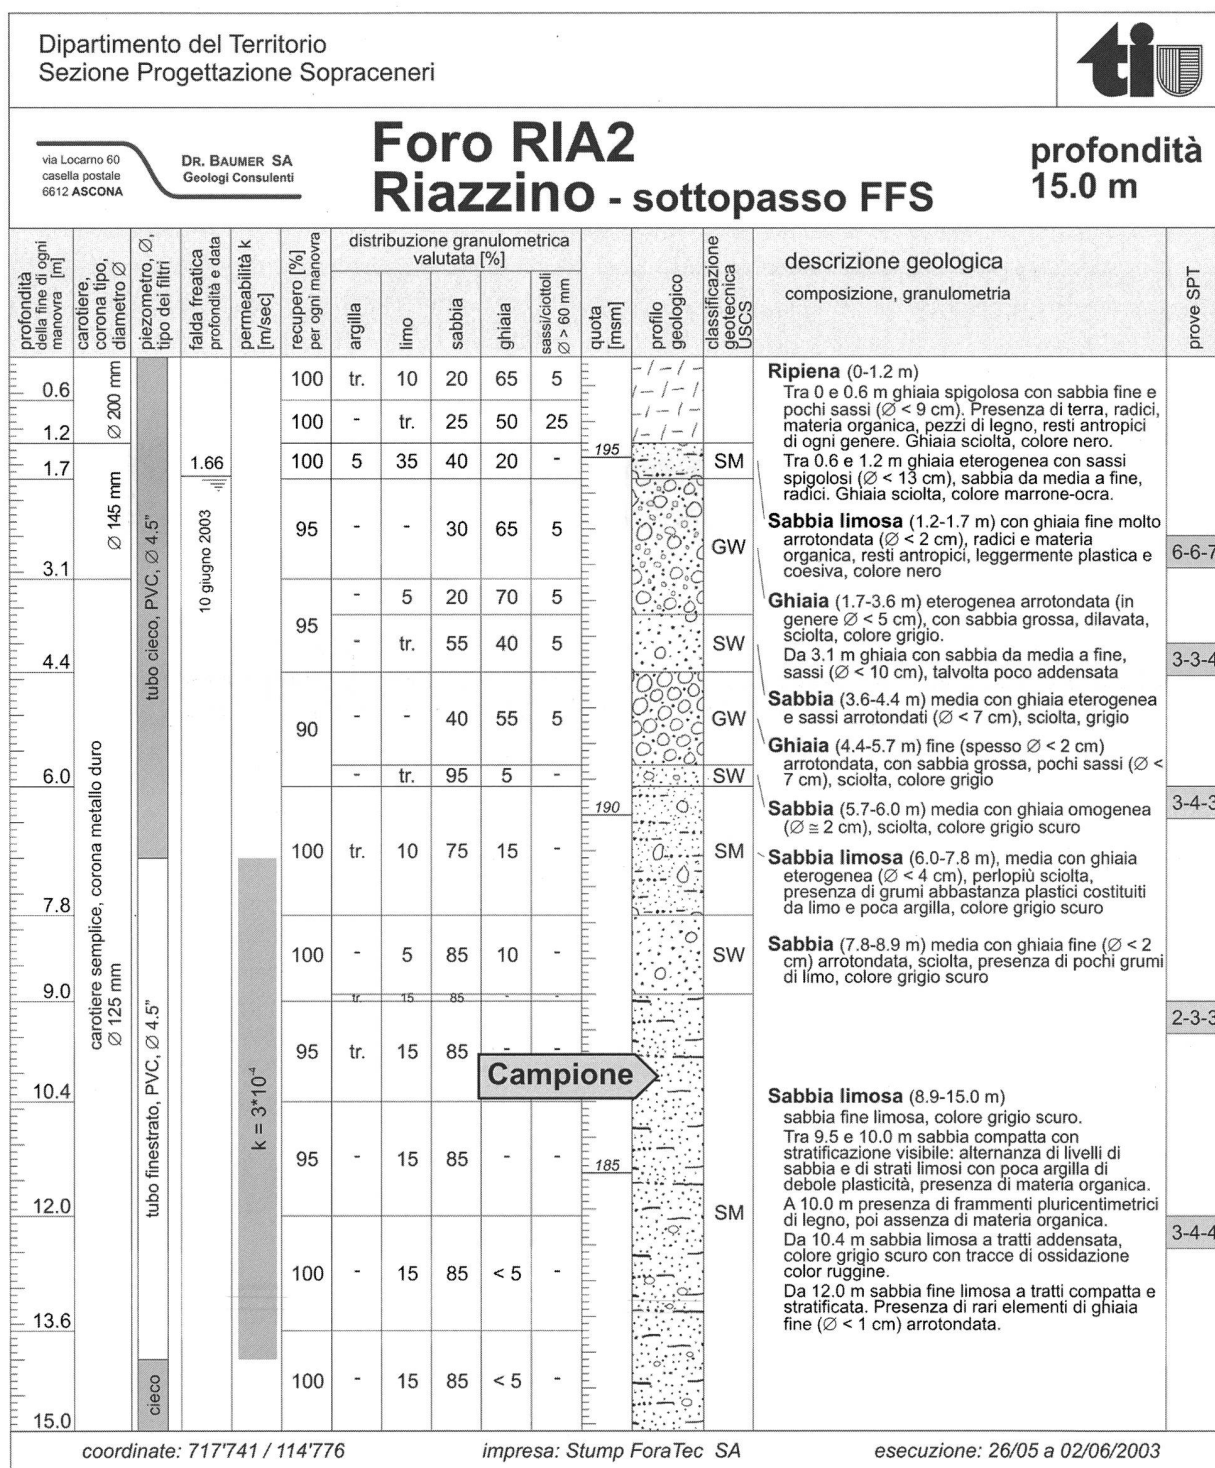 Dipartimento del Territorio
Sezione Progettazione Sopraceneri
ti
via Locarno 60
casella postale
6612 ASCONA
DR. BAUMER SA
Geologi Consulenti
Foro RIA2
Riazzino - sottopasso FFS
profondità
15.0 m
profondità
della fine di ogni
manovra [m]
carotiere,
corona tipo,
diametro Ø
piezometro, Ø,
tipo dei filtri
falda freatica
profondità e data
permeabilità k
[m/sec]
recupero [%]
per ogni manovra
distribuzione granulometrica
valutata [%]
argilla
limo
sabbia
ghiaia
sassi/ciottoli
Ø > 60 mm
quota
[msm]
profilo
geologico
classificazione
geotecnica
USCS
descrizione geologica
composizione, granulometria
prove SPT
0.6
1.2
1.7
3.1
4.4
6.0
7.8
9.0
10.4
12.0
13.6
15.0
Ø 200 mm
Ø 145 mm
carotiere semplice, corona metallo duro
Ø 125 mm
tubo cieco, PVC, Ø 4.5"
tubo finestrato, PVC, Ø 4.5"
cieco
1.66
10 giugno 2003
k = 3*10-4
100 tr. 10 20 65 5
100 - tr. 25 50 25
100 5 35 40 20 -
95 - - 30 65 5
95
- 5 20 70 5
- tr. 55 40 5
90
- - 40 55 5
- tr. 95 5 -
100 tr. 10 75 15 -
100 - 5 85 10 -
tr. 15 85 - -
95 tr. 15 85 - -
95 - 15 85 - -
100 - 15 85 < 5 -
100 - 15 85 < 5 -
Campione
195
190
185
SM
GW
SW
GW
SW
SM
SW
SM
Ripiena (0-1.2 m)
Tra 0 e 0.6 m ghiaia spigolosa con sabbia fine e
pochi sassi (Ø < 9 cm). Presenza di terra, radici,
materia organica, pezzi di legno, resti antropici
di ogni genere. Ghiaia sciolta, colore nero.
Tra 0.6 e 1.2 m ghiaia eterogenea con sassi
spigolosi (Ø < 13 cm), sabbia da media a fine,
radici. Ghiaia sciolta, colore marrone-ocra.
Sabbia limosa (1.2-1.7 m) con ghiaia fine molto
arrotondata (Ø < 2 cm), radici e materia
organica, resti antropici, leggermente plastica e
coesiva, colore nero
Ghiaia (1.7-3.6 m) eterogenea arrotondata (in
genere Ø < 5 cm), con sabbia grossa, dilavata,
sciolta, colore grigio.
Da 3.1 m ghiaia con sabbia da media a fine,
sassi (Ø < 10 cm), talvolta poco addensata
Sabbia (3.6-4.4 m) media con ghiaia eterogenea
e sassi arrotondati (Ø < 7 cm), sciolta, grigio
Ghiaia (4.4-5.7 m) fine (spesso Ø < 2 cm)
arrotondata, con sabbia grossa, pochi sassi (Ø <
7 cm), sciolta, colore grigio
Sabbia (5.7-6.0 m) media con ghiaia omogenea
(Ø ≅ 2 cm), sciolta, colore grigio scuro
Sabbia limosa (6.0-7.8 m), media con ghiaia
eterogenea (Ø < 4 cm), perlopiù sciolta,
presenza di grumi abbastanza plastici costituiti
da limo e poca argilla, colore grigio scuro
Sabbia (7.8-8.9 m) media con ghiaia fine (Ø < 2
cm) arrotondata, sciolta, presenza di pochi grumi
di limo, colore grigio scuro
Sabbia limosa (8.9-15.0 m)
sabbia fine limosa, colore grigio scuro.
Tra 9.5 e 10.0 m sabbia compatta con
stratificazione visibile: alternanza di livelli di
sabbia e di strati limosi con poca argilla di
debole plasticità, presenza di materia organica.
A 10.0 m presenza di frammenti pluricentimetrici
di legno, poi assenza di materia organica.
Da 10.4 m sabbia limosa a tratti addensata,
colore grigio scuro con tracce di ossidazione
color ruggine.
Da 12.0 m sabbia fine limosa a tratti compatta e
stratificata. Presenza di rari elementi di ghiaia
fine (Ø < 1 cm) arrotondata.
6-6-7
3-3-4
3-4-3
2-3-3
3-4-4
coordinate: 717'741 / 114'776
impresa: Stump ForaTec SA
esecuzione: 26/05 a 02/06/2003